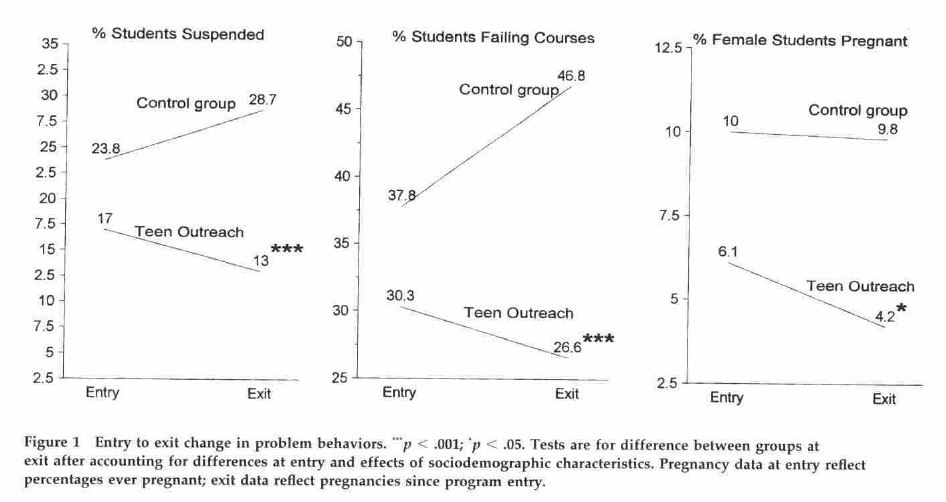 % Students Suspended
35
2.5
30
7.5
25
2.5
20
7.5
15
2.5
10
7.5
5
2.5
Control group
28.7
23.8
17
Teen Outreach
13
***
Entry
Exit
% Students Failing Courses
50
45
40
35
30
25
46.8
Control group
37.8
30.3
Teen Outreach
26.6
***
Entry
Exit
% Female Students Pregnant
12.5
10
7.5
5
2.5
Control group
10
9.8
6.1
Teen Outreach
4.2
*
Entry
Exit
Figure 1 Entry to exit change in problem behaviors. ***p < .001; *p < .05. Tests are for difference between groups at
exit after accounting for differences at entry and effects of sociodemographic characteristics. Pregnancy data at entry reflect
percentages ever pregnant; exit data reflect pregnancies since program entry.